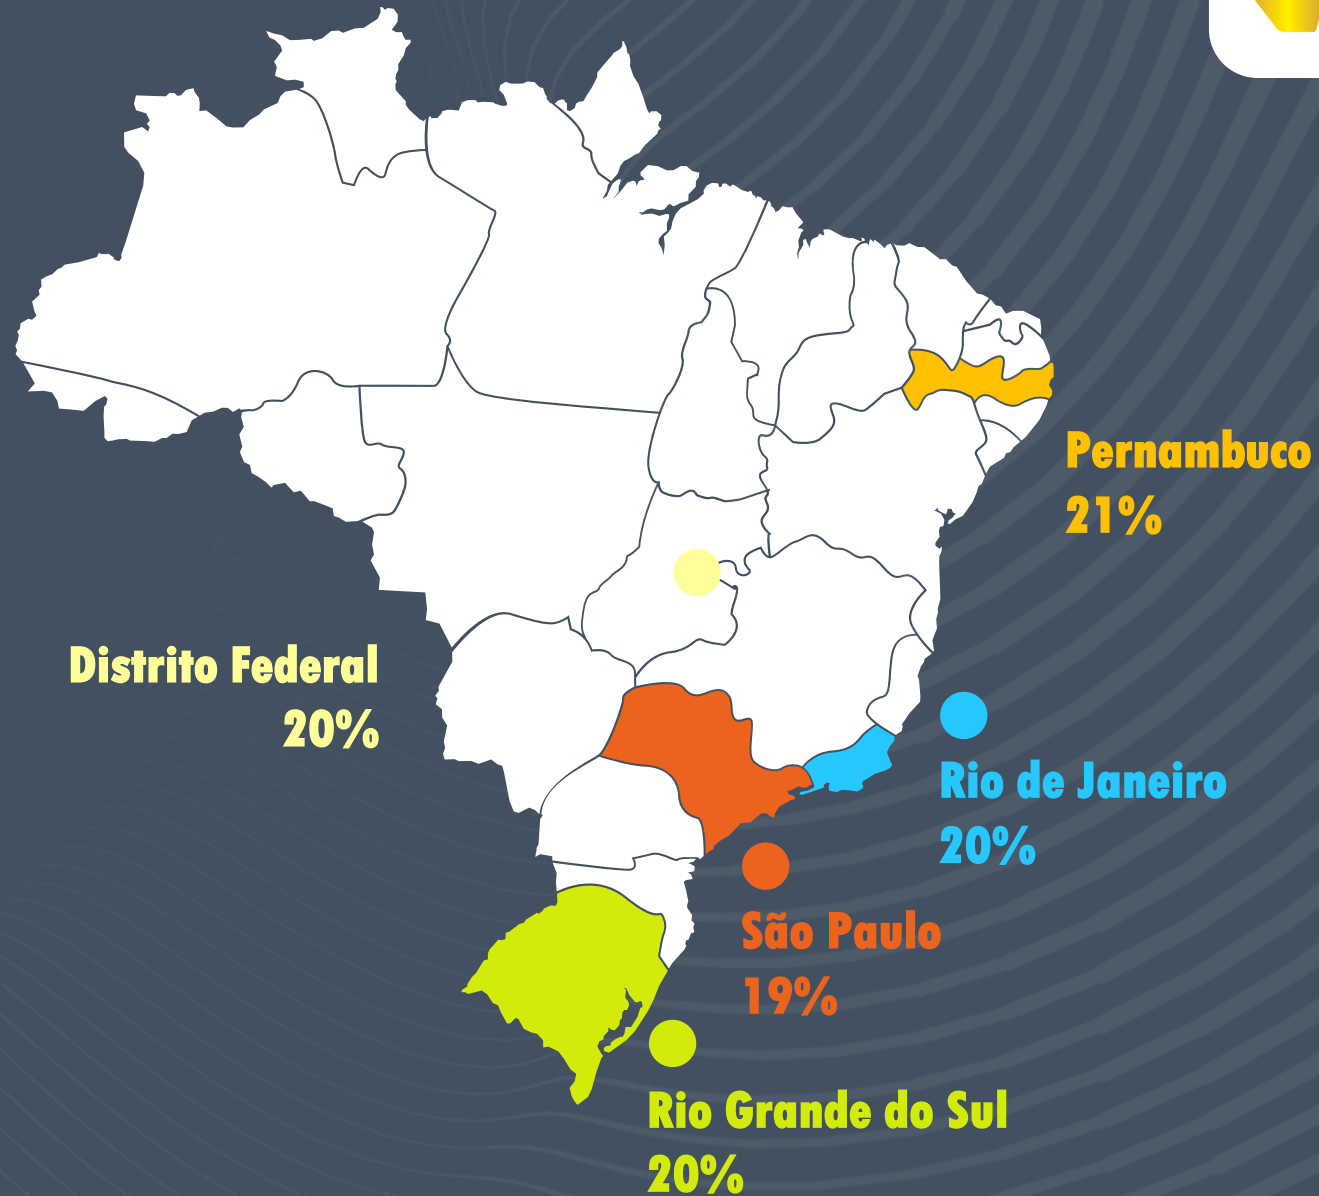 Pernambuco
21%
Distrito Federal
20%
Rio de Janeiro
20%
São Paulo
19%
Rio Grande do Sul
20%